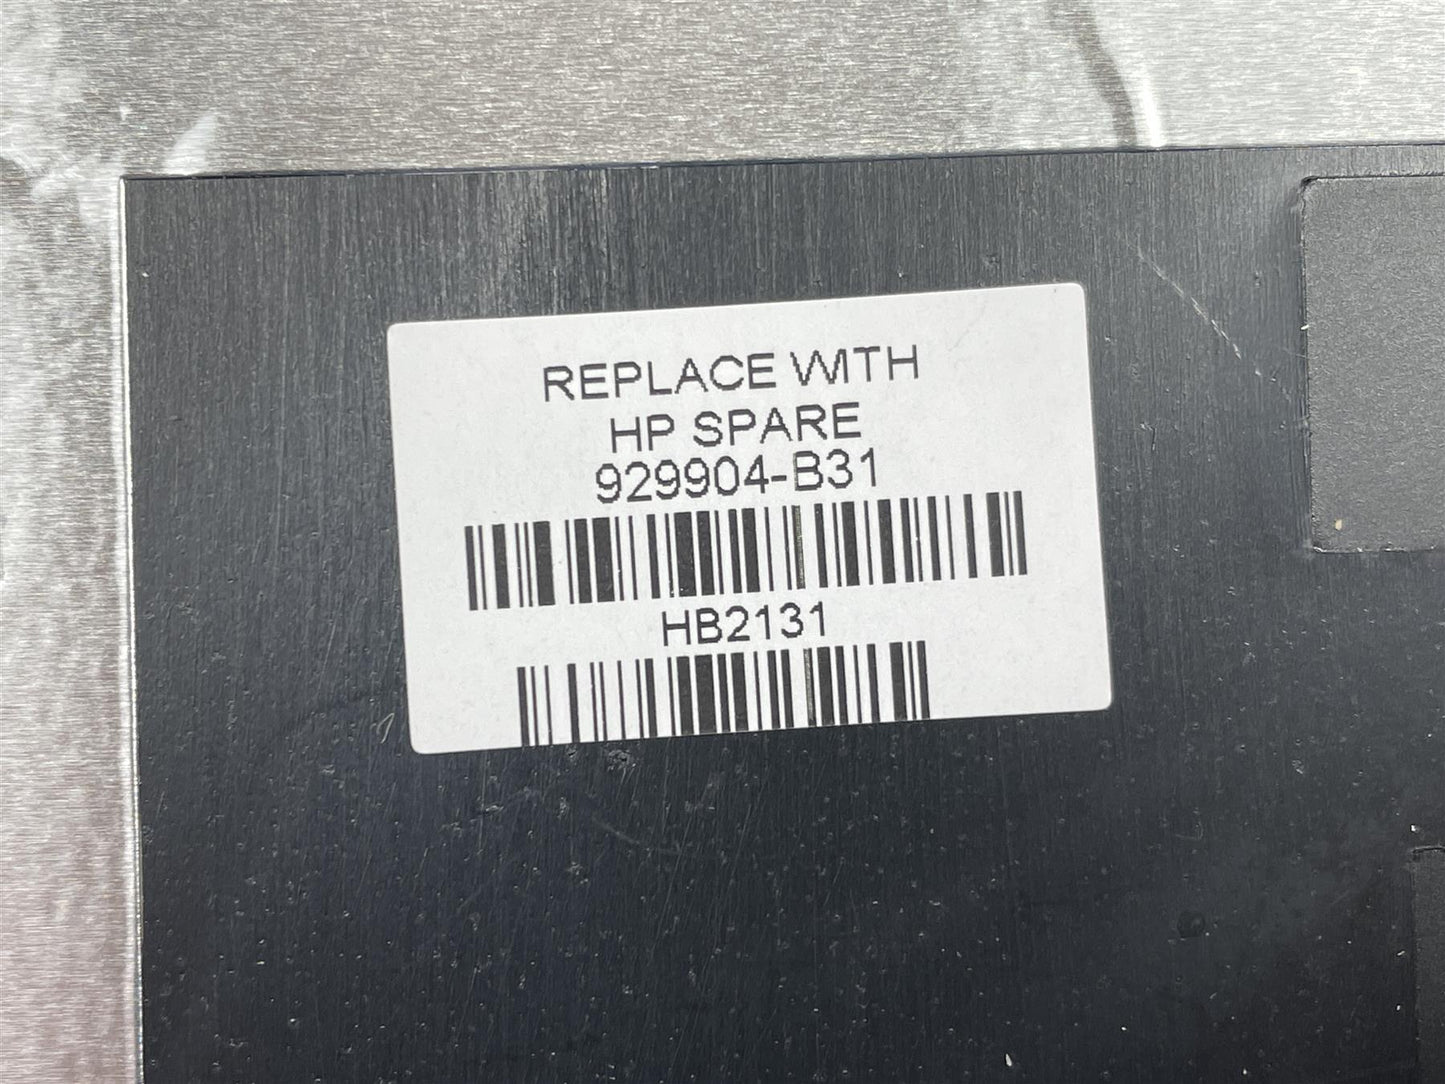 REPLACE WITH
HP SPARE
929904-B31
HB2131